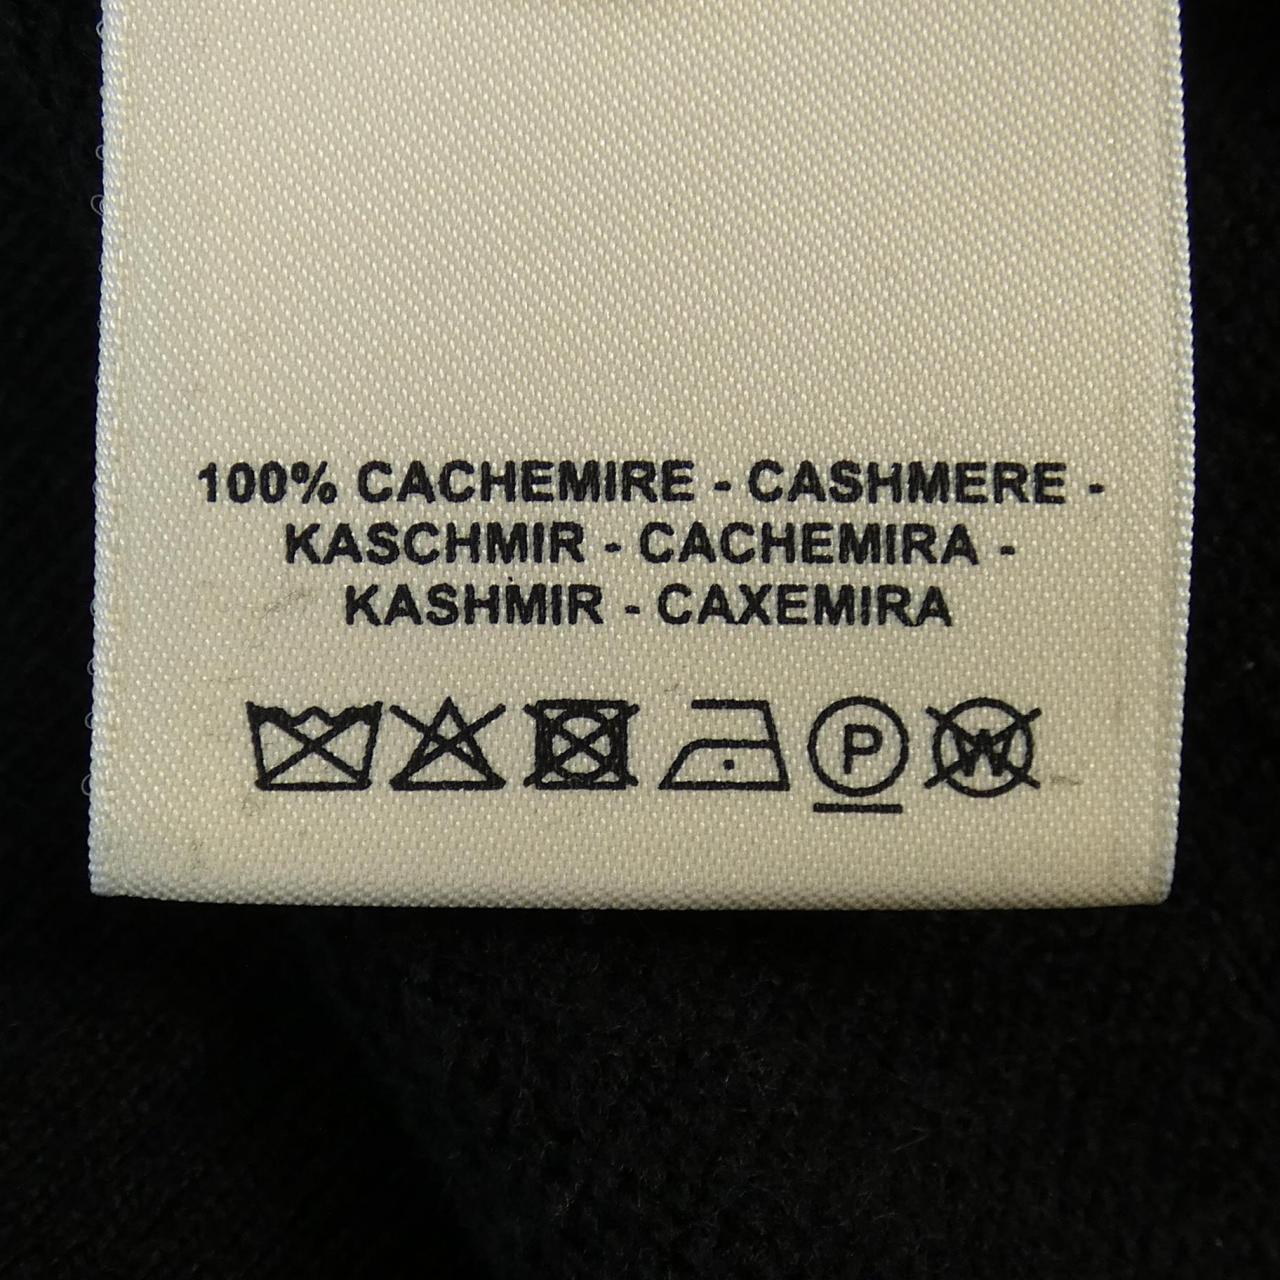 100% CACHEMIRE - CASHMERE -
KASCHMIR - CACHEMIRA -
KASHMIR - CAXEMIRA
P W